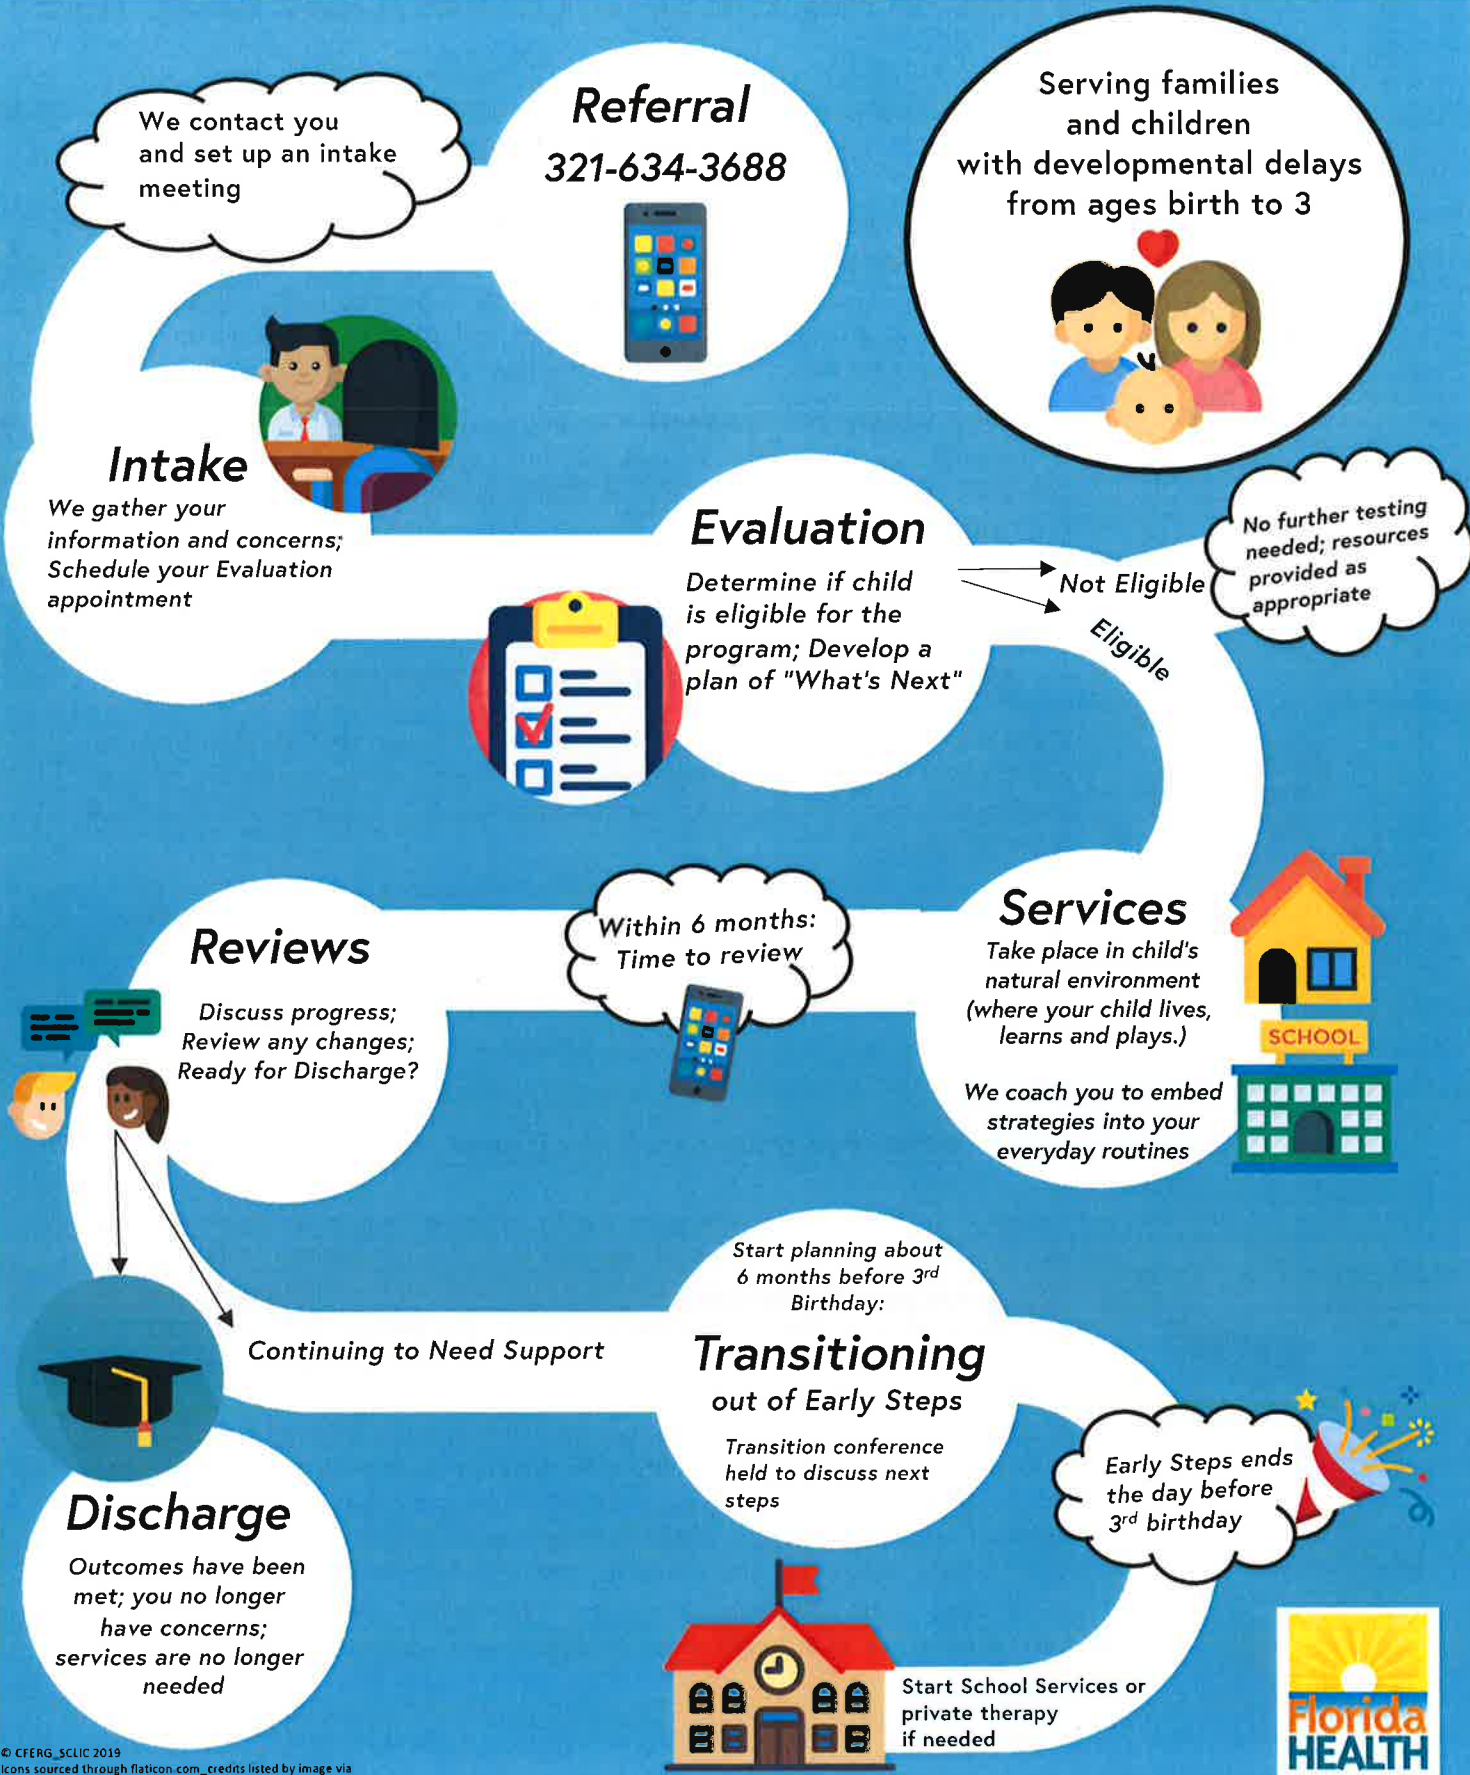 Referral
321-634-3688
Serving families
and children
with developmental delays
from ages birth to 3
We contact you
and set up an intake
meeting
Intake
We gather your
information and concerns;
Schedule your Evaluation
appointment
Evaluation
Determine if child
is eligible for the
program; Develop a
plan of "What's Next"
Not Eligible
Eligible
No further testing
needed; resources
provided as
appropriate
Services
Take place in child's
natural environment
(where your child lives,
learns and plays.)
We coach you to embed
strategies into your
everyday routines
SCHOOL
Within 6 months:
Time to review
Reviews
Discuss progress;
Review any changes;
Ready for Discharge?
Continuing to Need Support
Discharge
Outcomes have been
met; you no longer
have concerns;
services are no longer
needed
Start planning about
6 months before 3rd
Birthday:
Transitioning
out of Early Steps
Transition conference
held to discuss next
steps
Early Steps ends
the day before
3rd birthday
Start School Services or
private therapy
if needed
Florida
HEALTH
© CFERG_SCLIC 2019
Icons sourced through flaticon.com_credits listed by image via